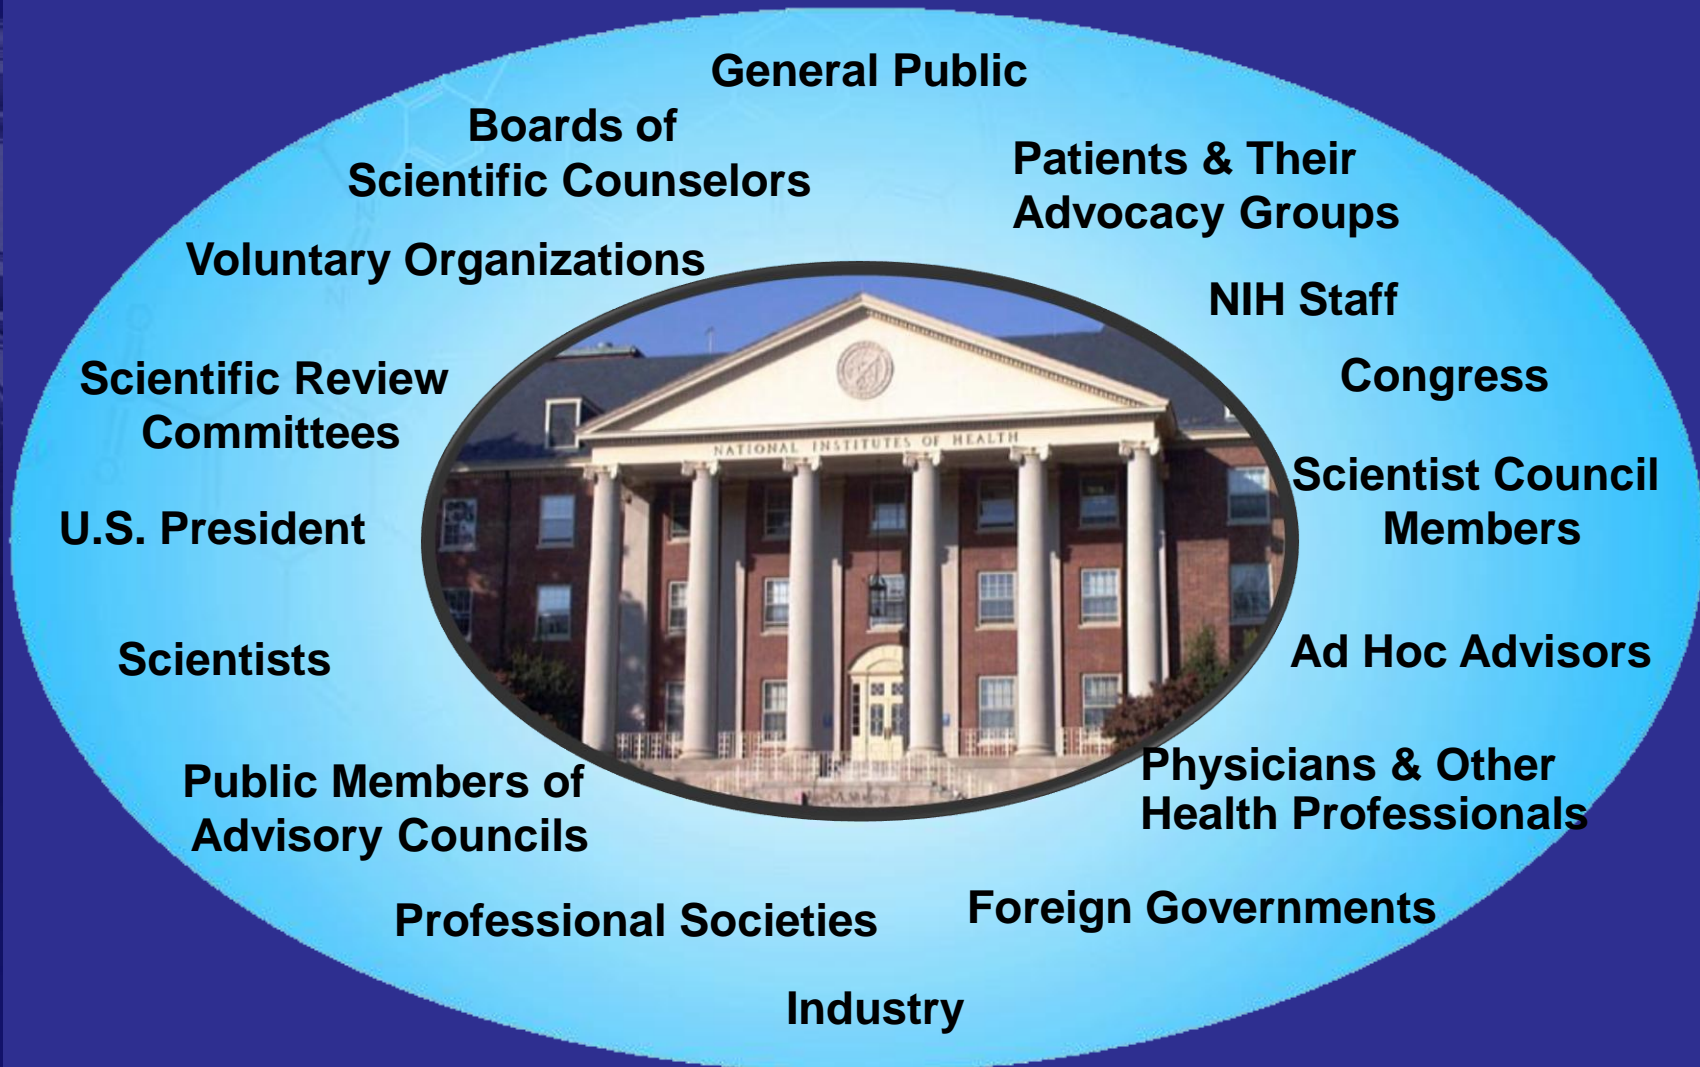 General Public
Boards of
Scientific Counselors
Patients & Their
Advocacy Groups
Voluntary Organizations
NIH Staff
Scientific Review
Committees
Congress
NATIONAL INSTITUTES OF HEALTH
Scientist Council
Members
U.S. President
Scientists
Ad Hoc Advisors
Physicians & Other
Health Professionals
Public Members of
Advisory Councils
Professional Societies
Foreign Governments
Industry